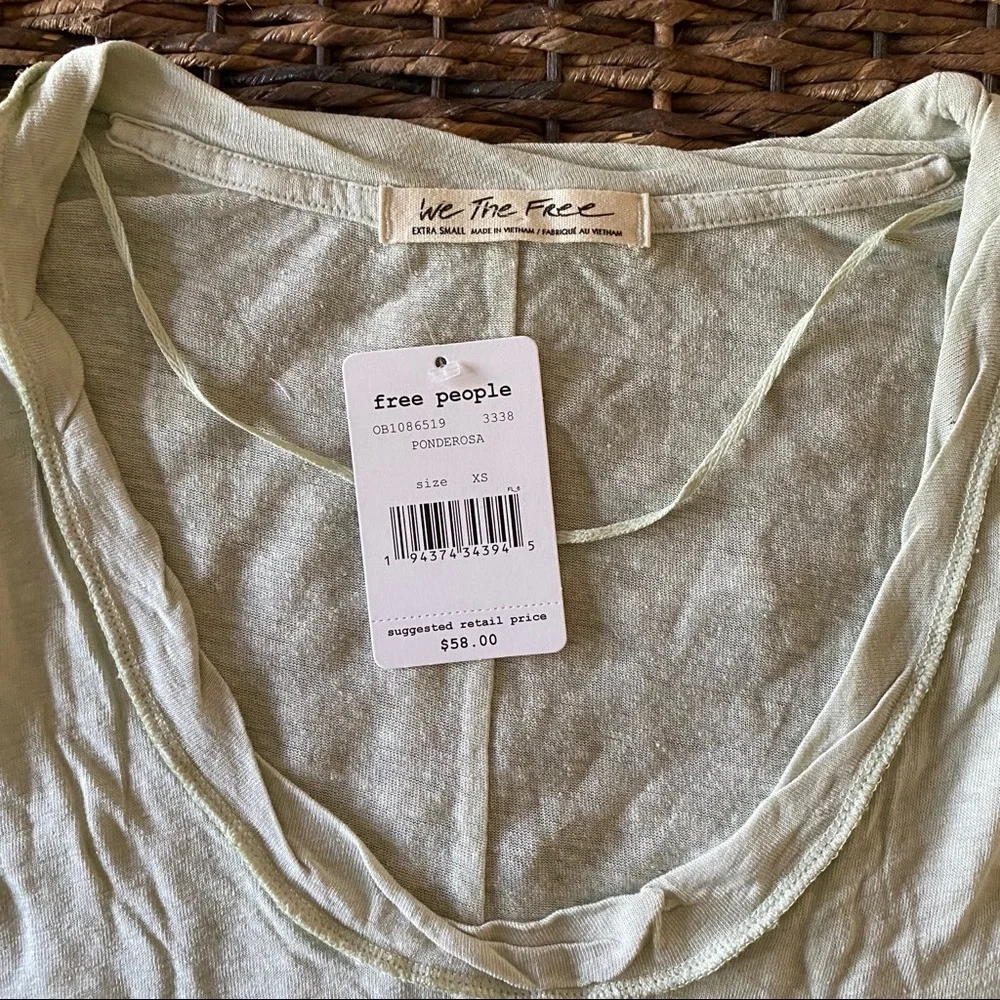 We The Free
EXTRA SMALL MADE IN VIETNAM / FABRIQUÉ AU VIETNAM
free people
OB1086519 3338
PONDEROSA
size XS
FL_6
1 94374 34394 5
suggested retail price
$58.00